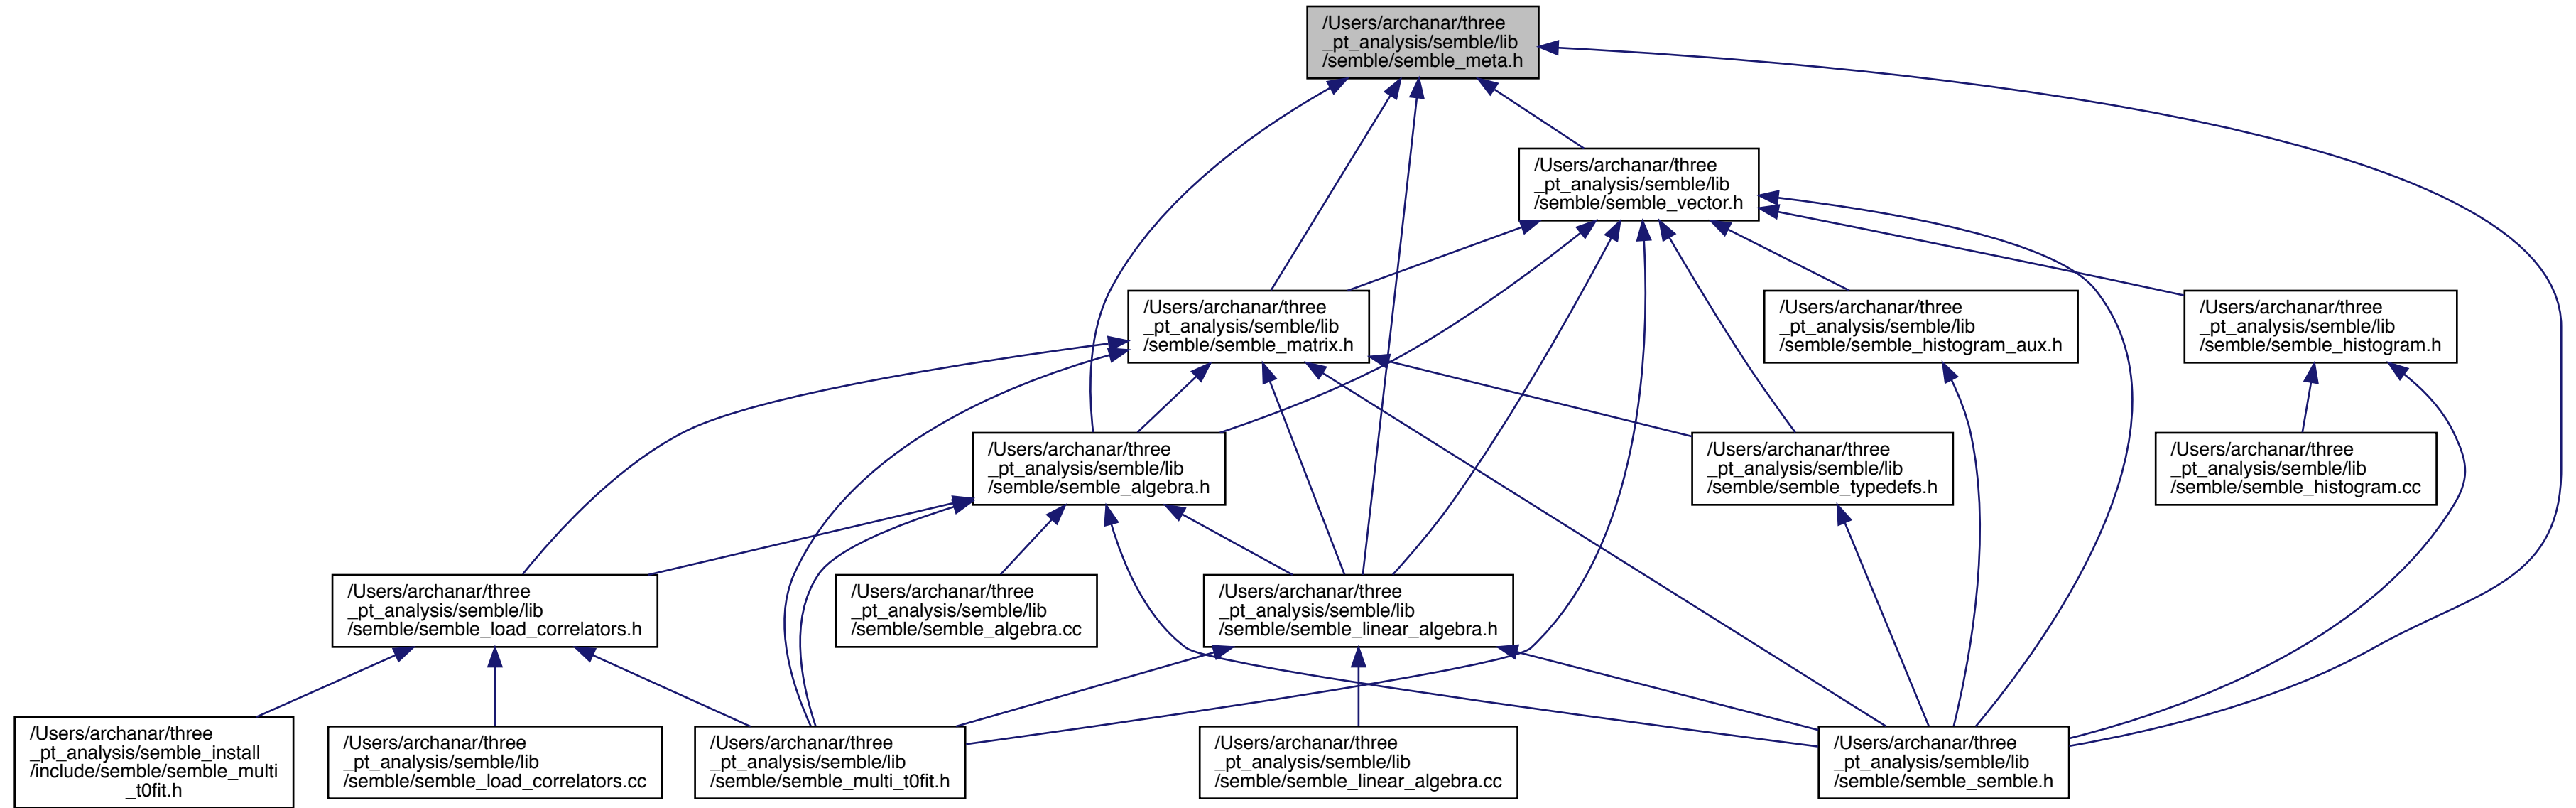 /Users/archanar/three
_pt_analysis/semble/lib
/semble/semble_meta.h
/Users/archanar/three
_pt_analysis/semble/lib
/semble/semble_vector.h
/Users/archanar/three
_pt_analysis/semble/lib
/semble/semble_matrix.h
/Users/archanar/three
_pt_analysis/semble/lib
/semble/semble_histogram_aux.h
/Users/archanar/three
_pt_analysis/semble/lib
/semble/semble_histogram.h
/Users/archanar/three
_pt_analysis/semble/lib
/semble/semble_algebra.h
/Users/archanar/three
_pt_analysis/semble/lib
/semble/semble_typedefs.h
/Users/archanar/three
_pt_analysis/semble/lib
/semble/semble_histogram.cc
/Users/archanar/three
_pt_analysis/semble/lib
/semble/semble_load_correlators.h
/Users/archanar/three
_pt_analysis/semble/lib
/semble/semble_algebra.cc
/Users/archanar/three
_pt_analysis/semble/lib
/semble/semble_linear_algebra.h
/Users/archanar/three
_pt_analysis/semble_install
/include/semble/semble_multi
_t0fit.h
/Users/archanar/three
_pt_analysis/semble/lib
/semble/semble_load_correlators.cc
/Users/archanar/three
_pt_analysis/semble/lib
/semble/semble_multi_t0fit.h
/Users/archanar/three
_pt_analysis/semble/lib
/semble/semble_linear_algebra.cc
/Users/archanar/three
_pt_analysis/semble/lib
/semble/semble_semble.h